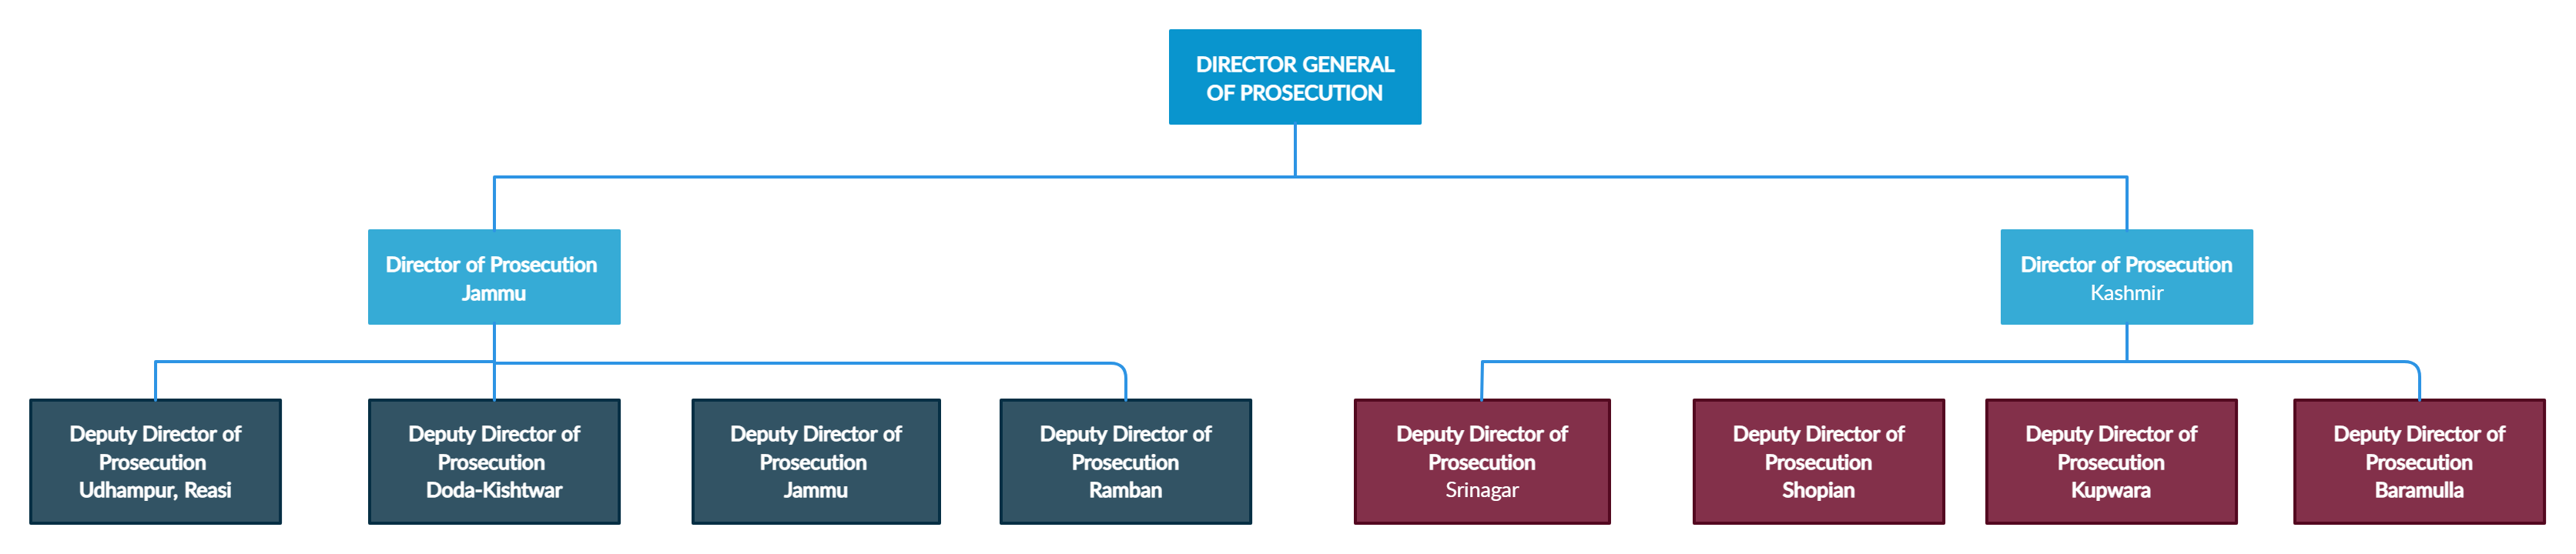 DIRECTOR GENERAL
OF PROSECUTION
Director of Prosecution
Jammu
Director of Prosecution
Kashmir
Deputy Director of
Prosecution
Udhampur, Reasi
Deputy Director of
Prosecution
Doda-Kishtwar
Deputy Director of
Prosecution
Jammu
Deputy Director of
Prosecution
Ramban
Deputy Director of
Prosecution
Srinagar
Deputy Director of
Prosecution
Shopian
Deputy Director of
Prosecution
Kupwara
Deputy Director of
Prosecution
Baramulla